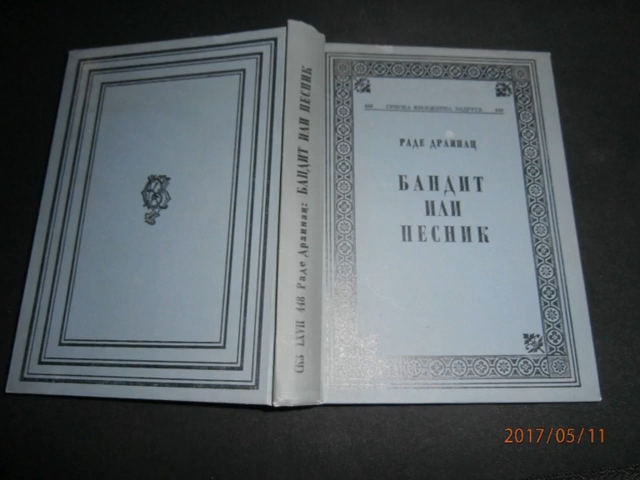 СРПСКА КЊИЖЕВНА ЗАДРУГА
РАДЕ ДРАИНАЦ
БАНДИТ
ИЛИ
ПЕСНИК
СКЗ LXVII 448 Раде Драинац: БАНДИТ ИЛИ ПЕСНИК
2017/05/11